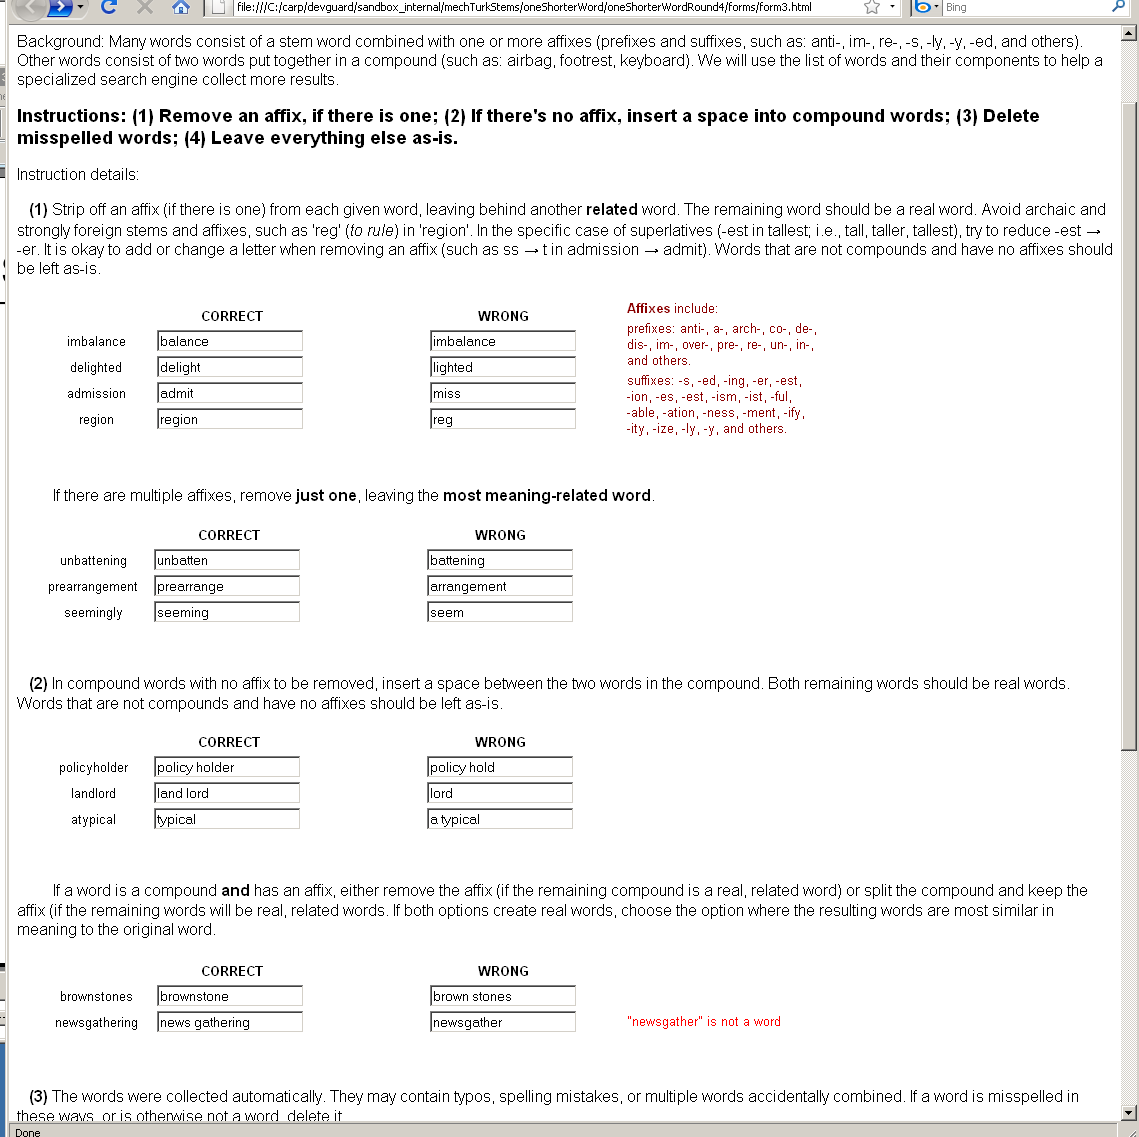 file:///C:/carp/devguard/sandbox_internal/mechTurkStems/oneShorterWord/oneShorterWordRound4/forms/form3.html
Bing
Background: Many words consist of a stem word combined with one or more affixes (prefixes and suffixes, such as: anti-, im-, re-, -s, -ly, -y, -ed, and others).
Other words consist of two words put together in a compound (such as: airbag, footrest, keyboard). We will use the list of words and their components to help a
specialized search engine collect more results.
Instructions: (1) Remove an affix, if there is one; (2) If there's no affix, insert a space into compound words; (3) Delete
misspelled words; (4) Leave everything else as-is.
Instruction details:
(1) Strip off an affix (if there is one) from each given word, leaving behind another related word. The remaining word should be a real word. Avoid archaic and
strongly foreign stems and affixes, such as 'reg' (to rule) in 'region'. In the specific case of superlatives (-est in tallest; i.e., tall, taller, tallest), try to reduce -est →
-er. It is okay to add or change a letter when removing an affix (such as ss → t in admission → admit). Words that are not compounds and have no affixes should
be left as-is.
CORRECT WRONG
imbalance balance imbalance
delighted delight lighted
admission admit miss
region region reg
Affixes include:
prefixes: anti-, a-, arch-, co-, de-,
dis-, im-, over-, pre-, re-, un-, in-,
and others.
suffixes: -s, -ed, -ing, -er, -est,
-ion, -es, -est, -ism, -ist, -ful,
-able, -ation, -ness, -ment, -ify,
-ity, -ize, -ly, -y, and others.
If there are multiple affixes, remove just one, leaving the most meaning-related word.
CORRECT WRONG
unbattening unbatten battening
prearrangement prearrange arrangement
seemingly seeming seem
(2) In compound words with no affix to be removed, insert a space between the two words in the compound. Both remaining words should be real words.
Words that are not compounds and have no affixes should be left as-is.
CORRECT WRONG
policyholder policy holder policy hold
landlord land lord lord
atypical typical a typical
If a word is a compound and has an affix, either remove the affix (if the remaining compound is a real, related word) or split the compound and keep the
affix (if the remaining words will be real, related words. If both options create real words, choose the option where the resulting words are most similar in
meaning to the original word.
CORRECT WRONG
brownstones brownstone brown stones
newsgathering news gathering newsgather "newsgather" is not a word
(3) The words were collected automatically. They may contain typos, spelling mistakes, or multiple words accidentally combined. If a word is misspelled in
these ways, or is otherwise not a word, delete it
Done